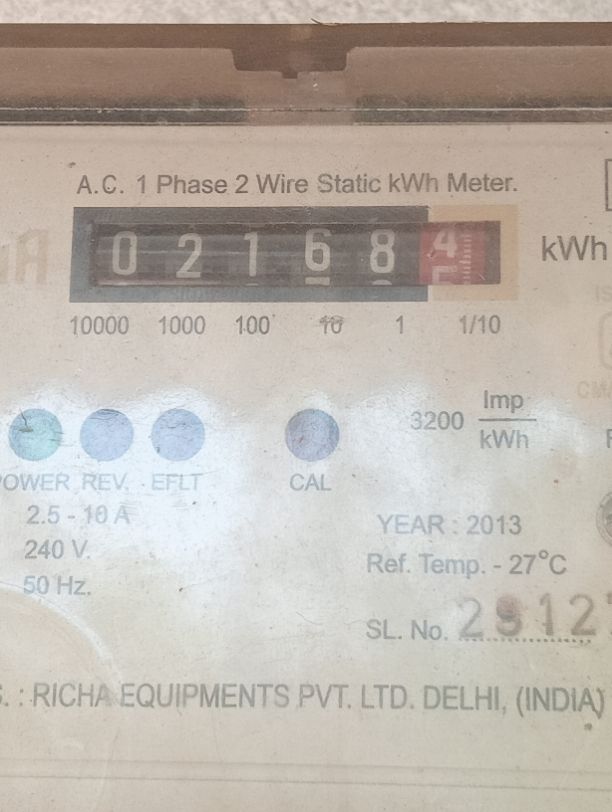 A.C. 1 Phase 2 Wire Static kWh Meter.
0 2 1 6 8 4 kWh
10000 1000 100 10 1 1/10
3200 Imp/kWh
POWER REV. EFLT CAL
2.5 - 10 A
YEAR : 2013
240 V.
Ref. Temp. - 27°C
50 Hz.
SL. No. 2912
S. : RICHA EQUIPMENTS PVT. LTD. DELHI, (INDIA)